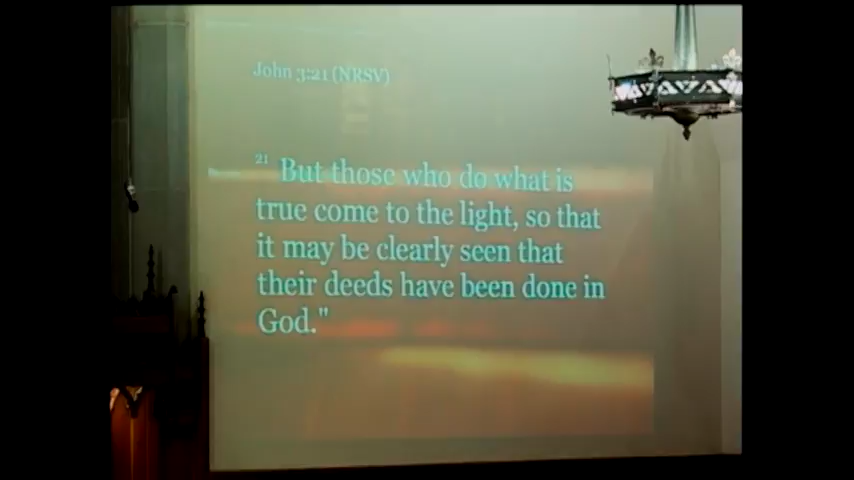 John 3:21 (NRSV)
21 But those who do what is
true come to the light, so that
it may be clearly seen that
their deeds have been done in
God."